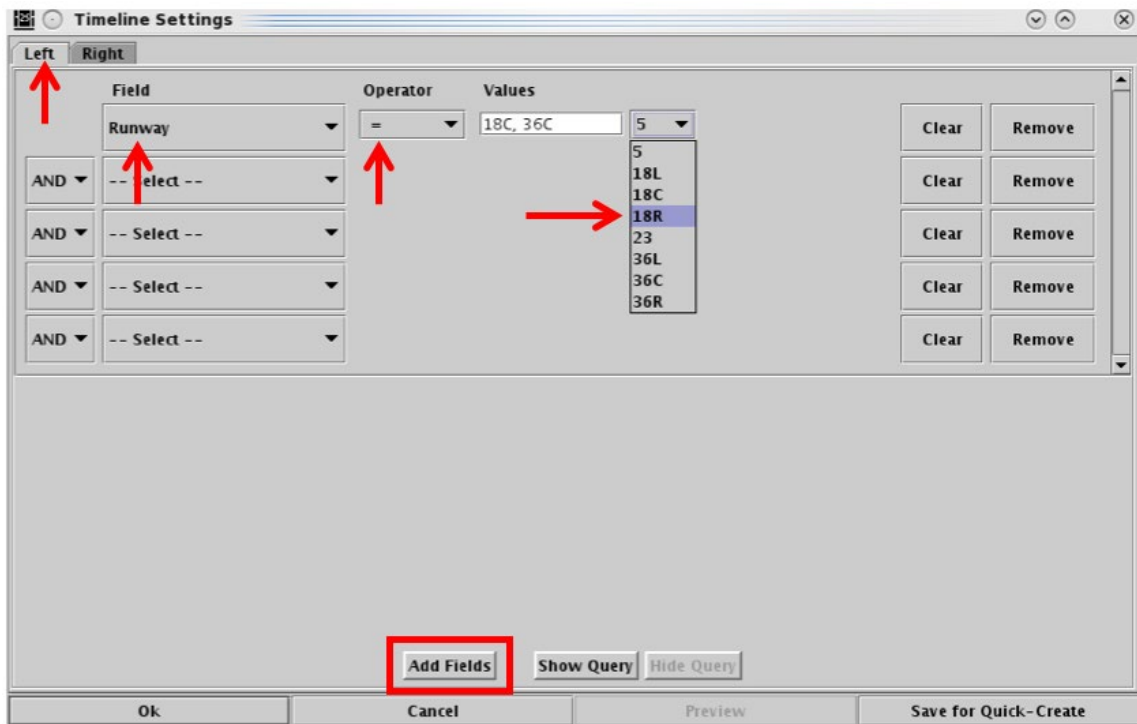 Timeline Settings
Left Right
Field Operator Values
Runway = 18C, 36C 5 Clear Remove
5
18L
18C
18R
23
36L
36C
36R
AND -- Select -- Clear Remove
AND -- Select -- Clear Remove
AND -- Select -- Clear Remove
AND -- Select -- Clear Remove
Add Fields Show Query Hide Query
Ok Cancel Preview Save for Quick-Create